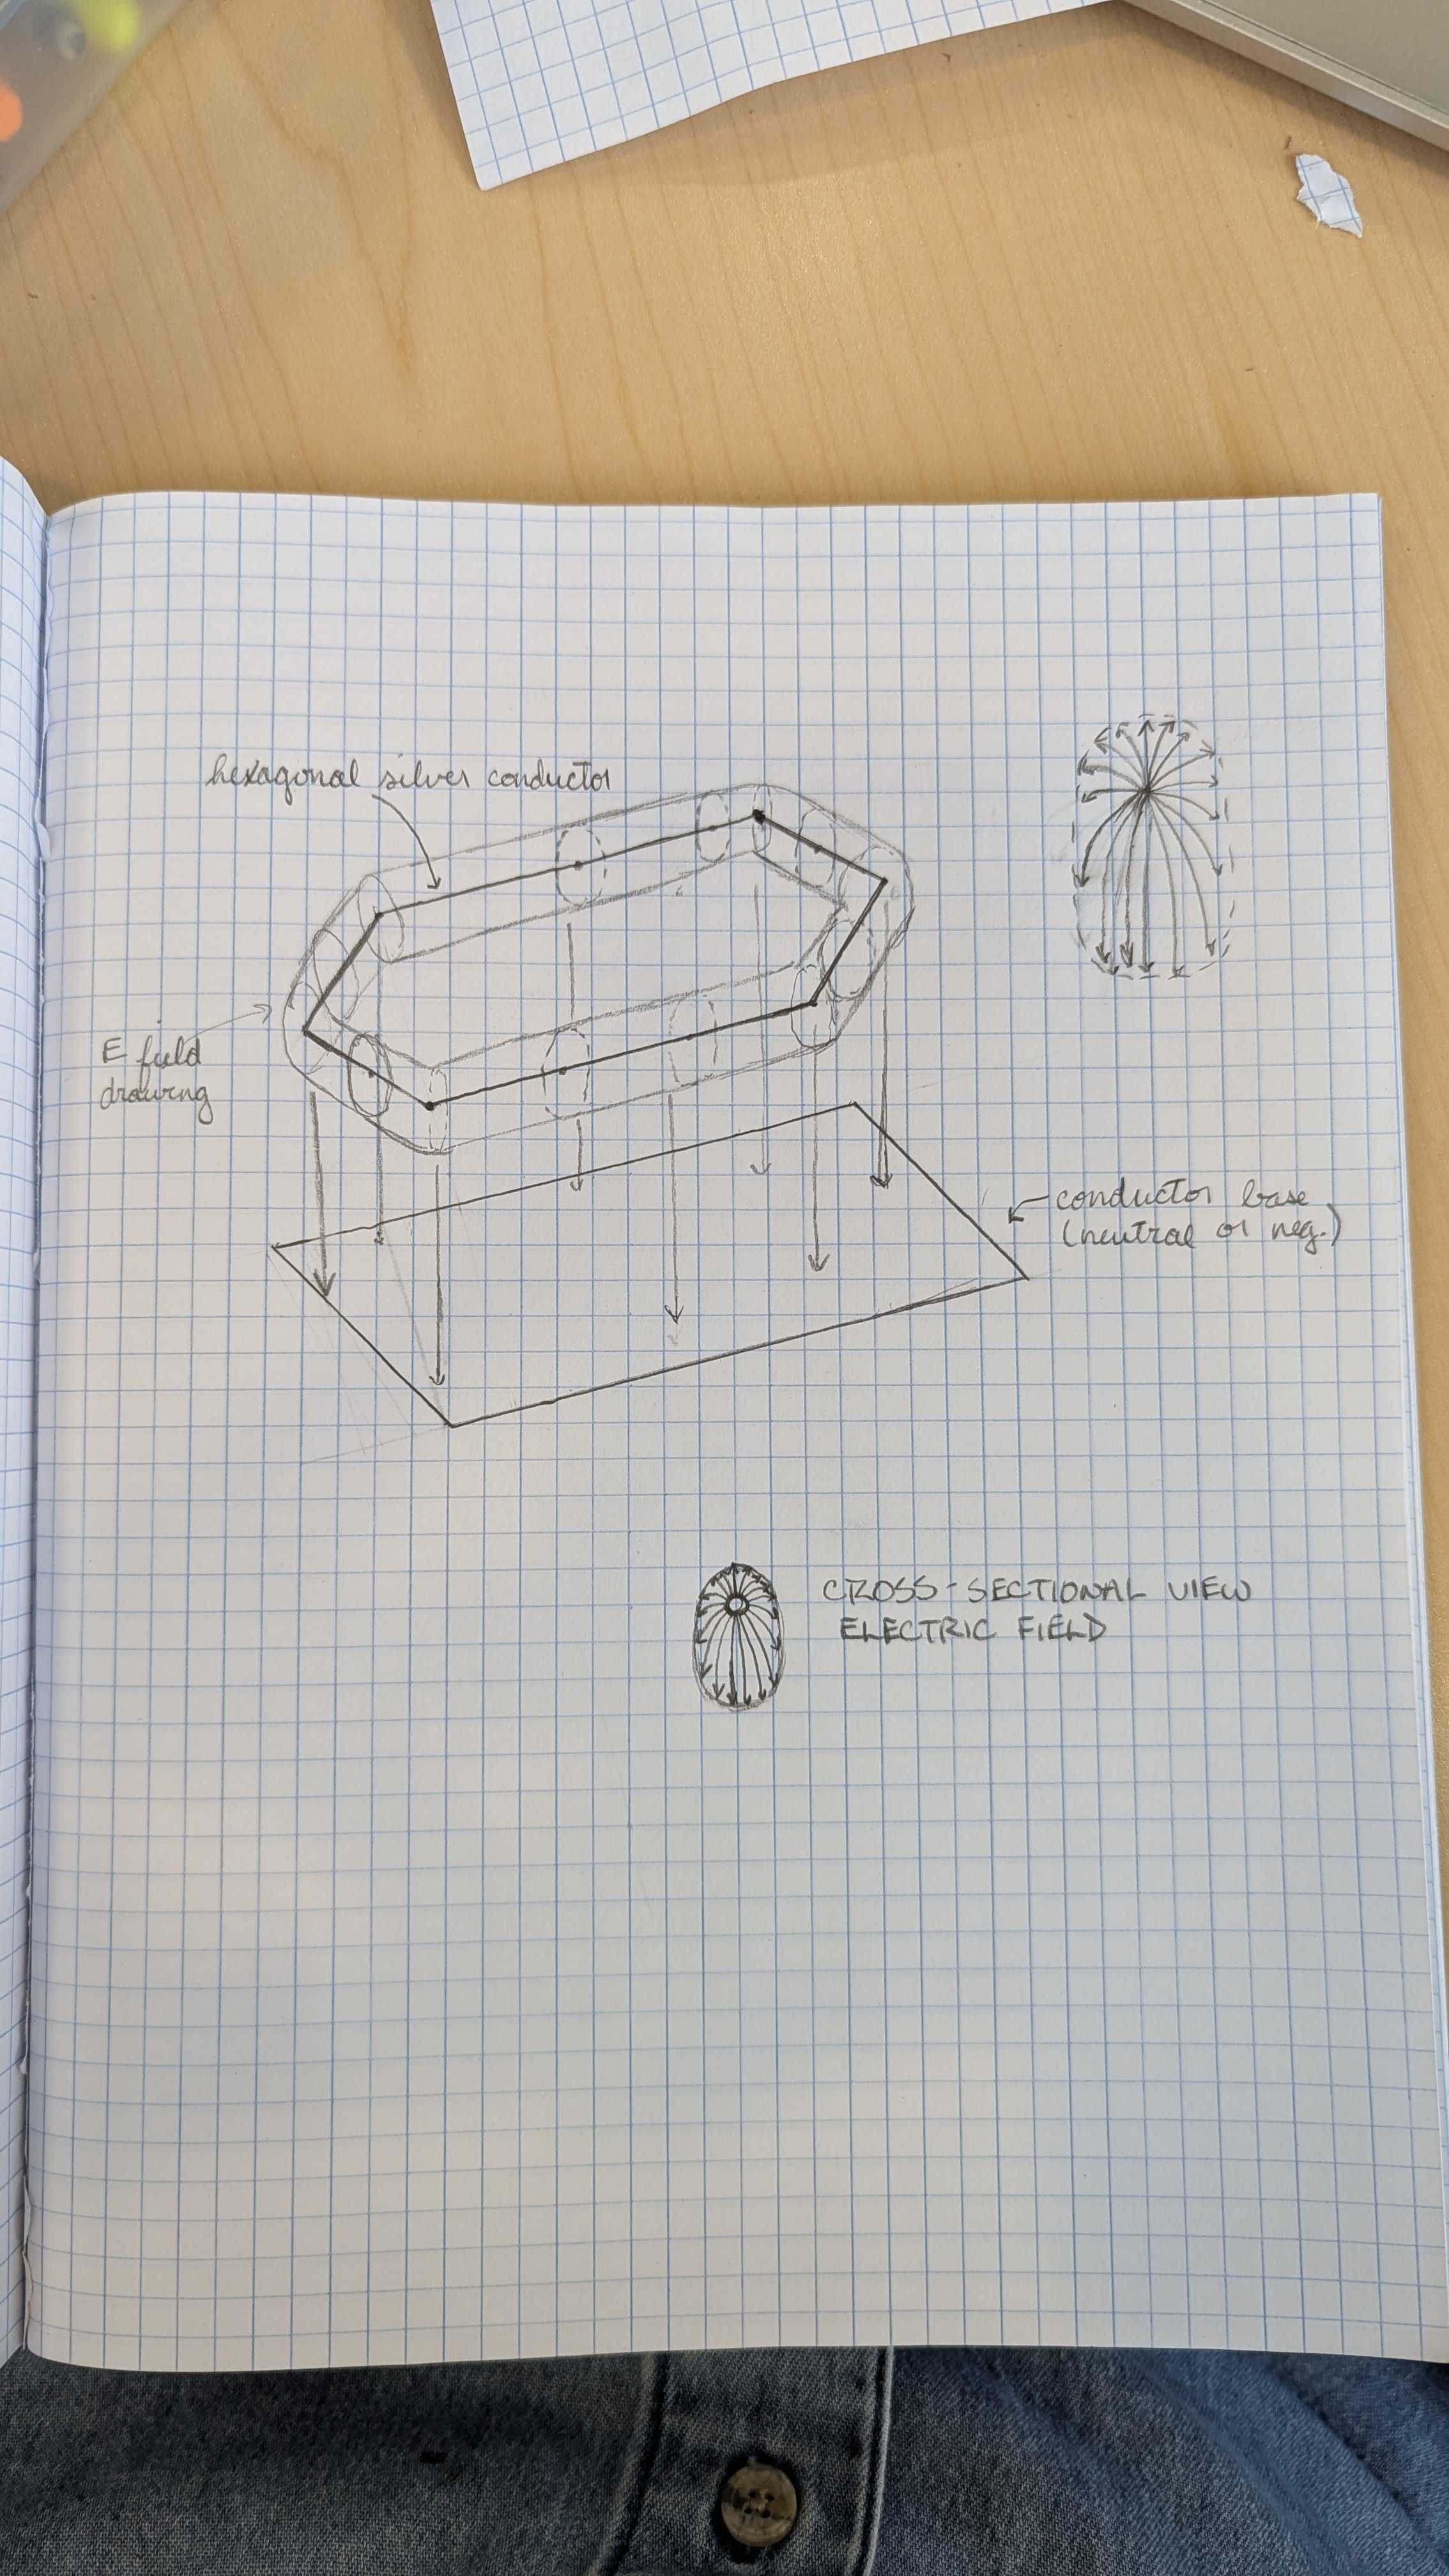 hexagonal silver conductor
E field
drawing
conductor base
(neutral or neg.)
CROSS-SECTIONAL VIEW
ELECTRIC FIELD